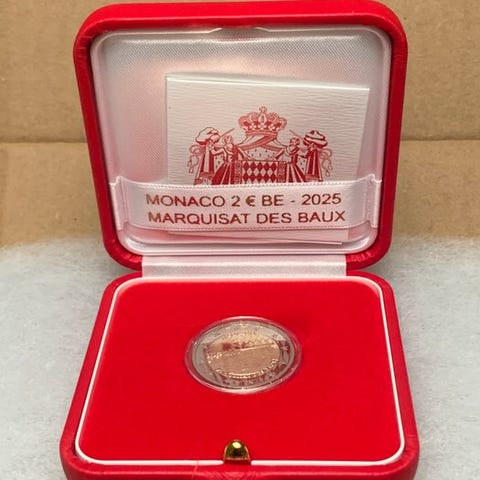 MONACO 2 € BE - 2025
MARQUISAT DES BAUX